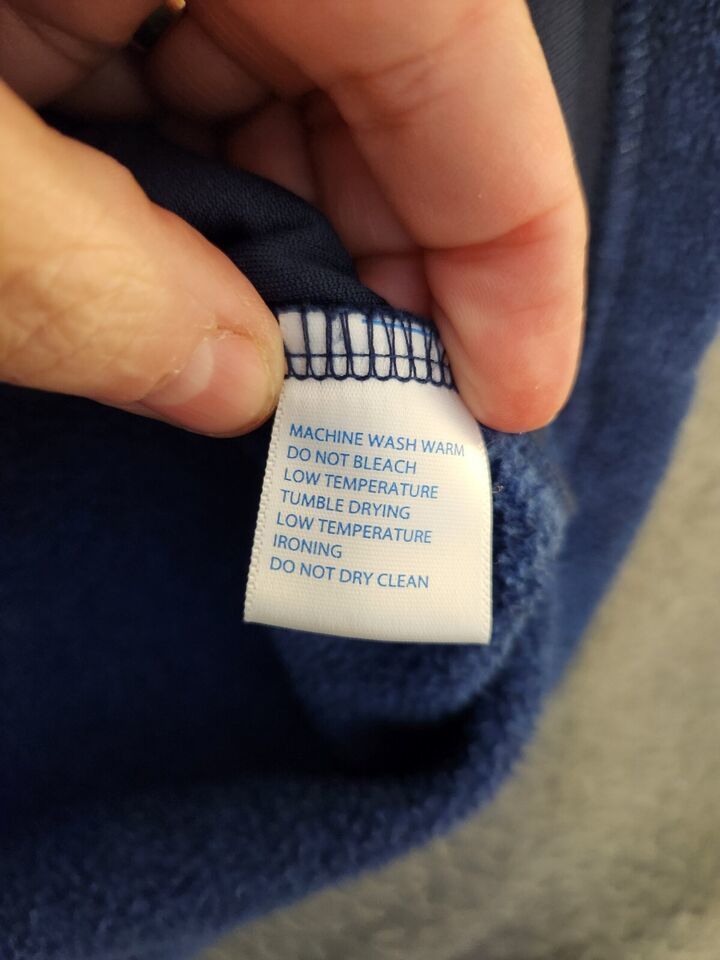 MACHINE WASH WARM
DO NOT BLEACH
LOW TEMPERATURE
TUMBLE DRYING
LOW TEMPERATURE
IRONING
DO NOT DRY CLEAN